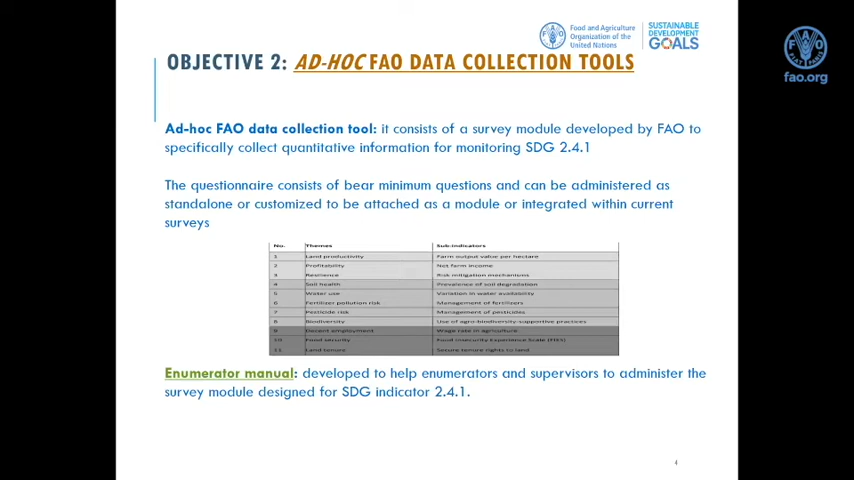 Food and Agriculture
Organization of the
United Nations
SUSTAINABLE
DEVELOPMENT
GOALS
FAO
FIAT PANIS
fao.org
OBJECTIVE 2: AD-HOC FAO DATA COLLECTION TOOLS
Ad-hoc FAO data collection tool: it consists of a survey module developed by FAO to
specifically collect quantitative information for monitoring SDG 2.4.1
The questionnaire consists of bear minimum questions and can be administered as
standalone or customized to be attached as a module or integrated within current
surveys
No. Themes Sub-indicators
1 Land productivity Farm output value per hectare
2 Profitability Net farm income
3 Resilience Risk mitigation mechanisms
4 Soil health Prevalence of soil degradation
5 Water use Variation in water availability
6 Fertilizer pollution risk Management of fertilizers
7 Pesticide risk Management of pesticides
8 Biodiversity Use of agro-biodiversity-supportive practices
9 Decent employment Wage rate in agriculture
10 Food security Food Insecurity Experience Scale (FIES)
11 Land tenure Secure tenure rights to land
Enumerator manual: developed to help enumerators and supervisors to administer the
survey module designed for SDG indicator 2.4.1.
4